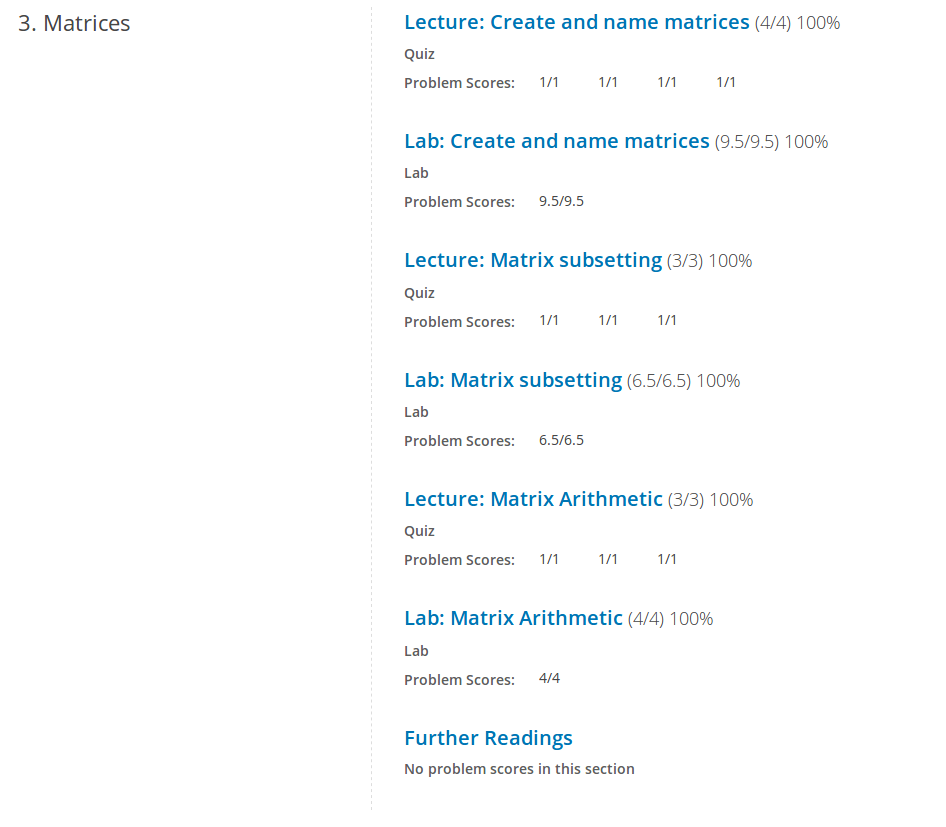 3. Matrices
Lecture: Create and name matrices (4/4) 100%
Quiz
Problem Scores: 1/1 1/1 1/1 1/1
Lab: Create and name matrices (9.5/9.5) 100%
Lab
Problem Scores: 9.5/9.5
Lecture: Matrix subsetting (3/3) 100%
Quiz
Problem Scores: 1/1 1/1 1/1
Lab: Matrix subsetting (6.5/6.5) 100%
Lab
Problem Scores: 6.5/6.5
Lecture: Matrix Arithmetic (3/3) 100%
Quiz
Problem Scores: 1/1 1/1 1/1
Lab: Matrix Arithmetic (4/4) 100%
Lab
Problem Scores: 4/4
Further Readings
No problem scores in this section